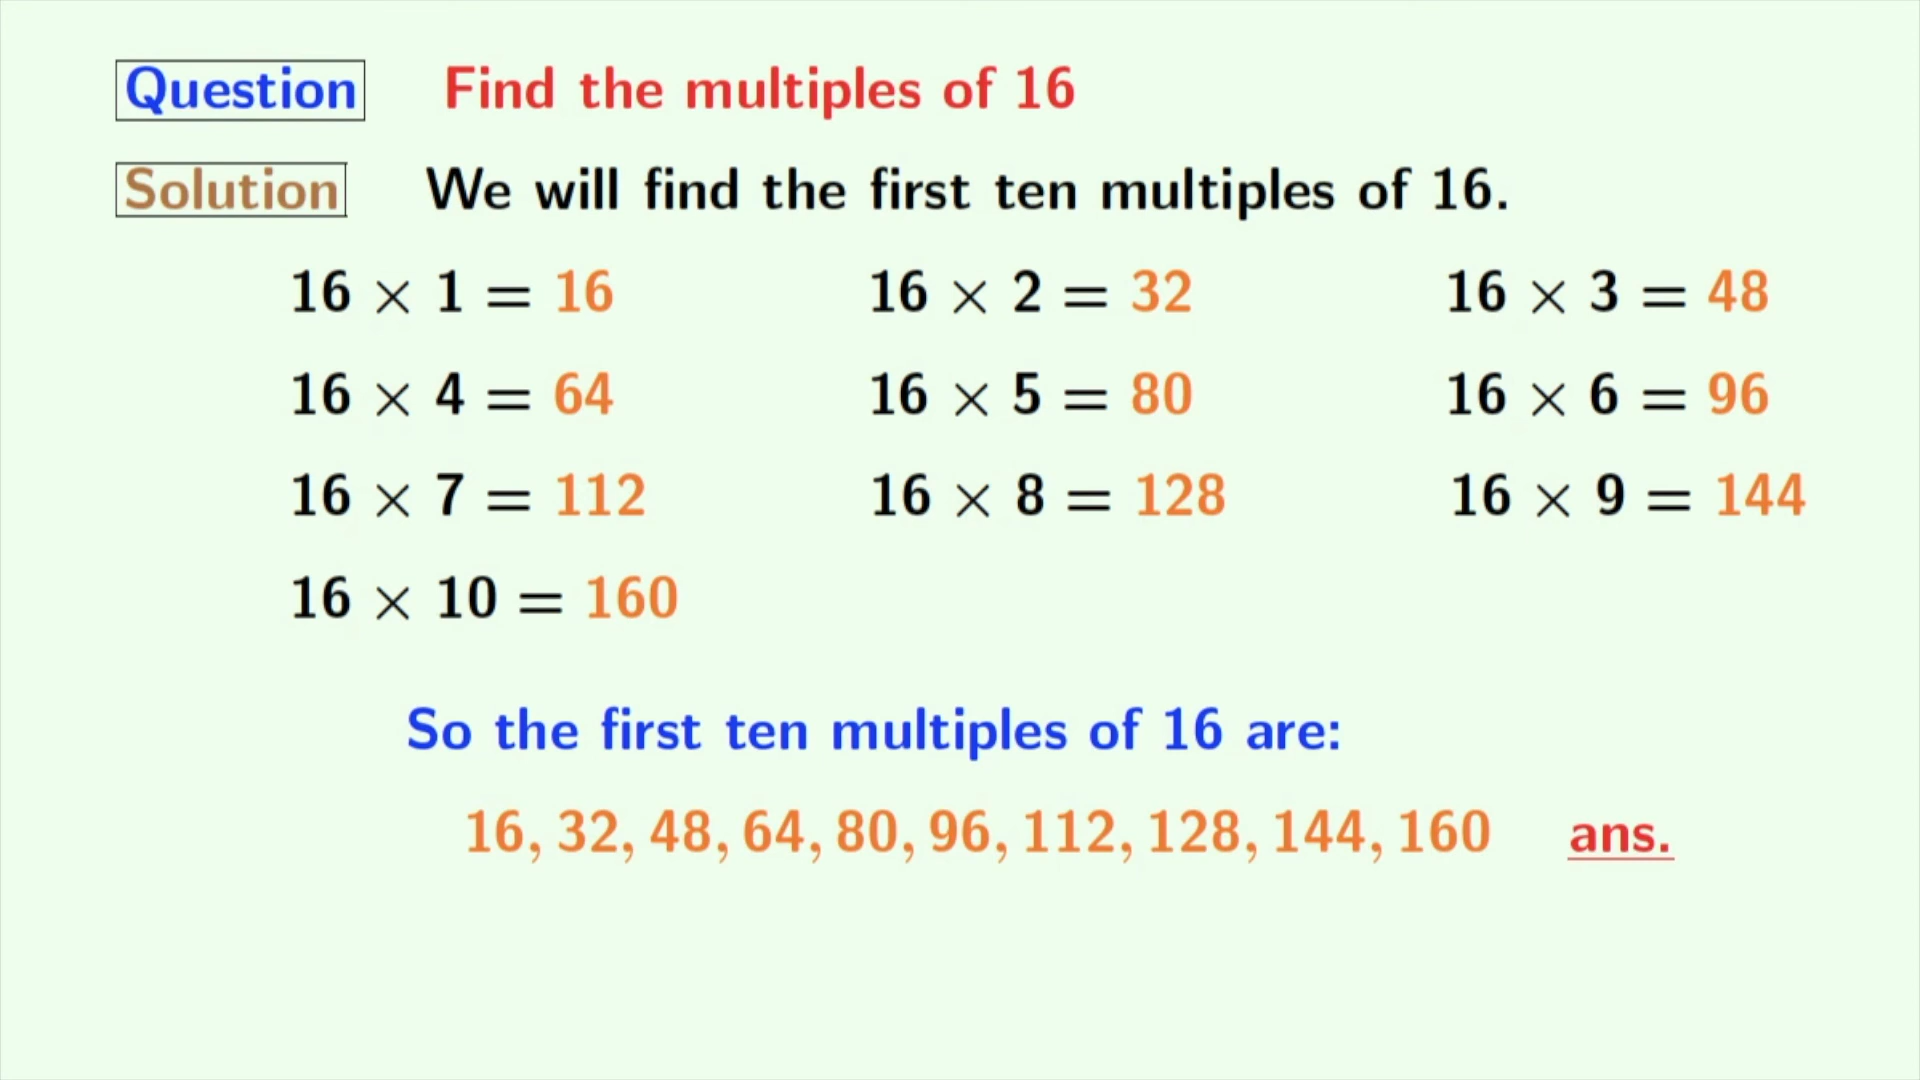 Question Find the multiples of 16
Solution We will find the first ten multiples of 16.
16 × 1 = 16 16 × 2 = 32 16 × 3 = 48
16 × 4 = 64 16 × 5 = 80 16 × 6 = 96
16 × 7 = 112 16 × 8 = 128 16 × 9 = 144
16 × 10 = 160
So the first ten multiples of 16 are:
16, 32, 48, 64, 80, 96, 112, 128, 144, 160 ans.